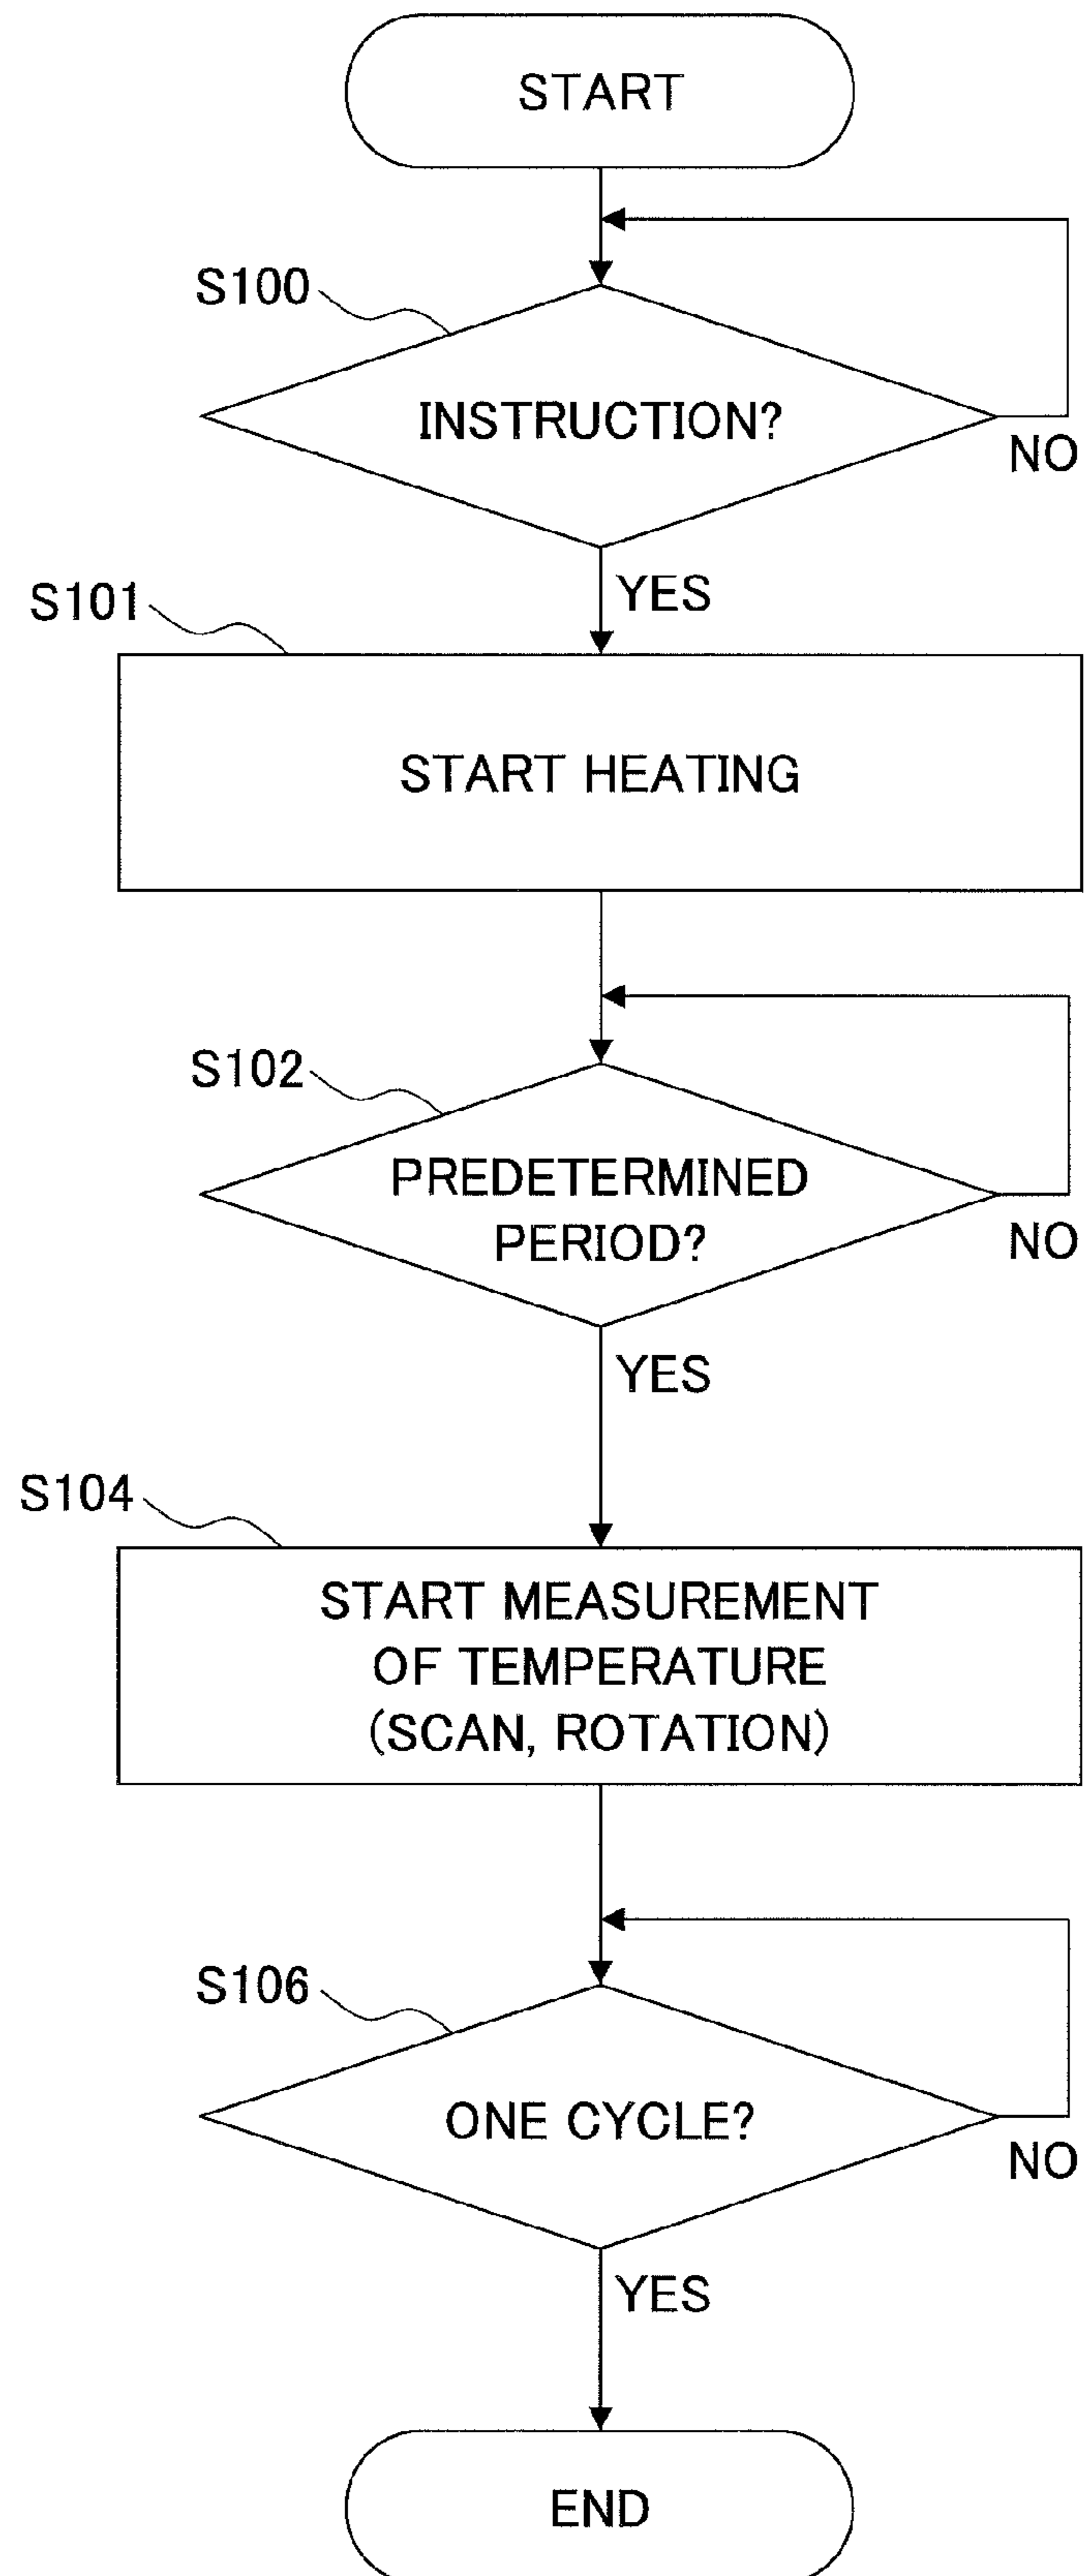 START
S100
INSTRUCTION?
NO
YES
S101
START HEATING
S102
PREDETERMINED
PERIOD?
NO
YES
S104
START MEASUREMENT
OF TEMPERATURE
(SCAN, ROTATION)
S106
ONE CYCLE?
NO
YES
END